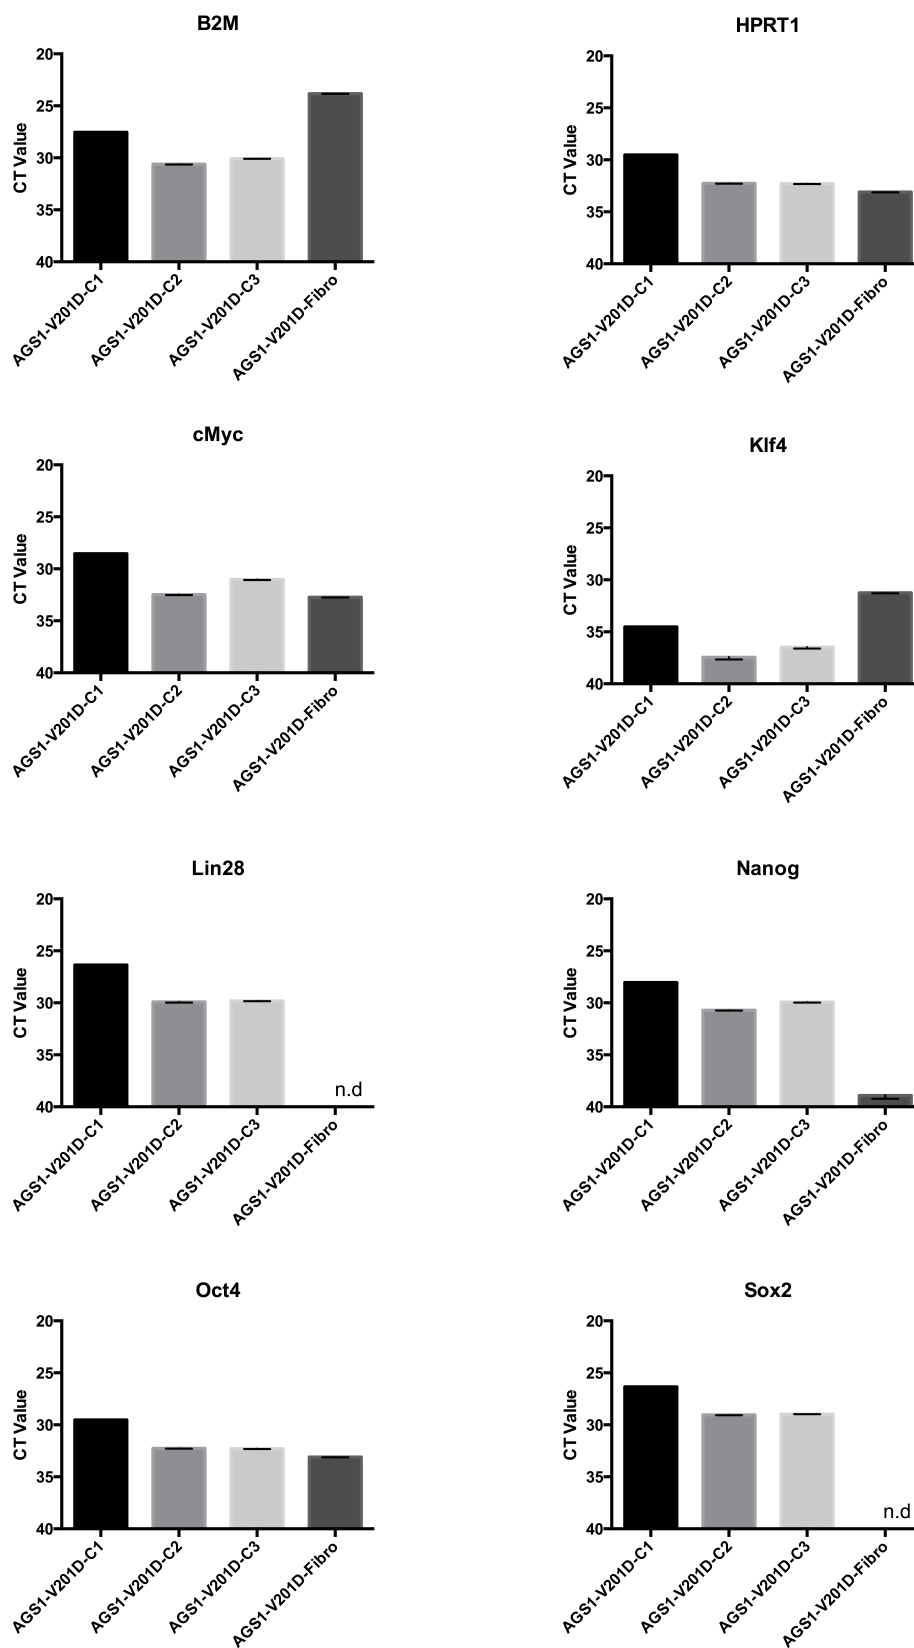 B2M
20
25
30
35
40
CT Value
AGS1-V201D-C1
AGS1-V201D-C2
AGS1-V201D-C3
AGS1-V201D-Fibro
HPRT1
20
25
30
35
40
CT Value
AGS1-V201D-C1
AGS1-V201D-C2
AGS1-V201D-C3
AGS1-V201D-Fibro
cMyc
20
25
30
35
40
CT Value
AGS1-V201D-C1
AGS1-V201D-C2
AGS1-V201D-C3
AGS1-V201D-Fibro
Klf4
20
25
30
35
40
CT Value
AGS1-V201D-C1
AGS1-V201D-C2
AGS1-V201D-C3
AGS1-V201D-Fibro
Lin28
20
25
30
35
40
CT Value
n.d
AGS1-V201D-C1
AGS1-V201D-C2
AGS1-V201D-C3
AGS1-V201D-Fibro
Nanog
20
25
30
35
40
CT Value
AGS1-V201D-C1
AGS1-V201D-C2
AGS1-V201D-C3
AGS1-V201D-Fibro
Oct4
20
25
30
35
40
CT Value
AGS1-V201D-C1
AGS1-V201D-C2
AGS1-V201D-C3
AGS1-V201D-Fibro
Sox2
20
25
30
35
40
CT Value
n.d
AGS1-V201D-C1
AGS1-V201D-C2
AGS1-V201D-C3
AGS1-V201D-Fibro